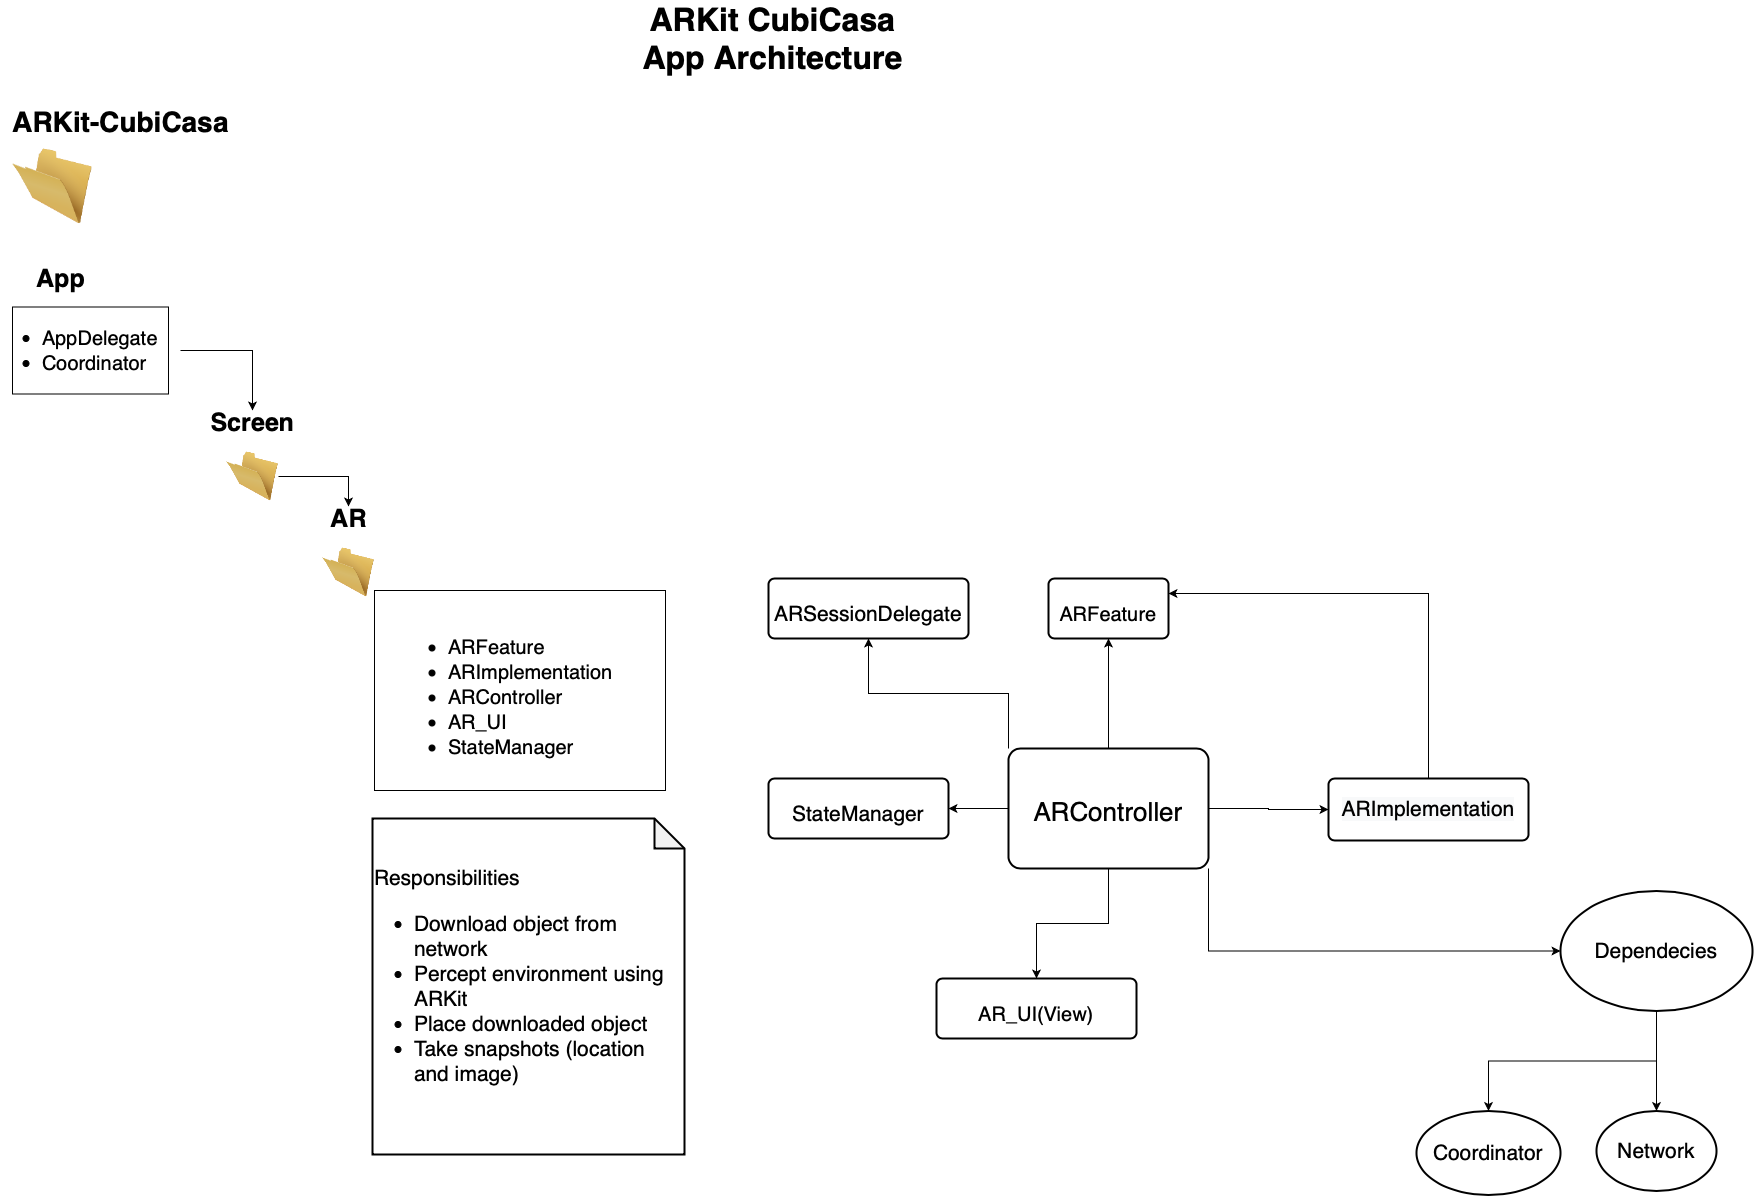 ARKit CubiCasa
App Architecture
ARKit-CubiCasa
App
• AppDelegate
• Coordinator
Screen
AR
• ARFeature
• ARImplementation
• ARController
• AR_UI
• StateManager
Responsibilities
• Download object from
network
• Percept environment using
ARKit
• Place downloaded object
• Take snapshots (location
and image)
ARSessionDelegate
ARFeature
StateManager
ARController
ARImplementation
AR_UI(View)
Dependecies
Coordinator
Network